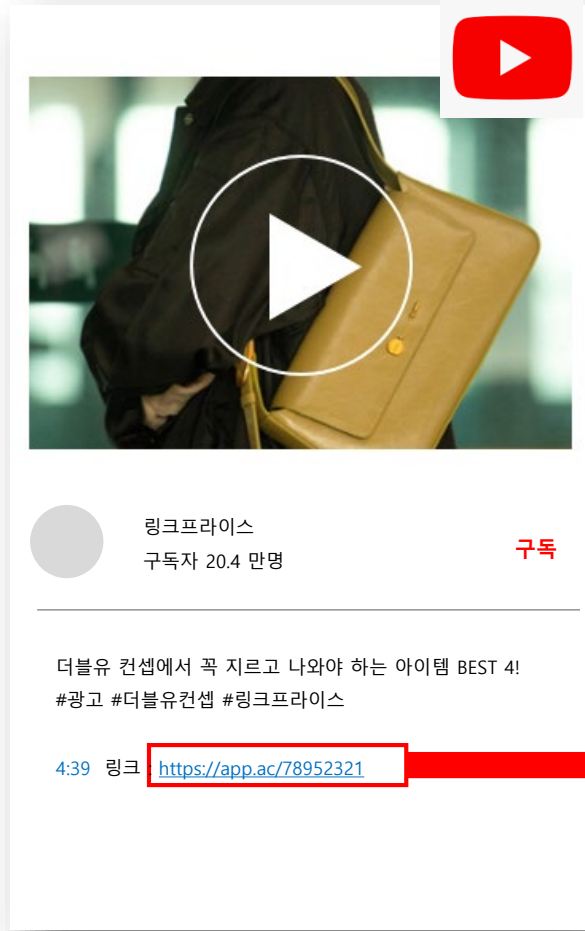 링크프라이스
구독자 20.4 만명
구독
더블유 컨셉에서 꼭 지르고 나와야 하는 아이템 BEST 4!
#광고 #더블유컨셉 #링크프라이스
4:39 링크 : https://app.ac/78952321